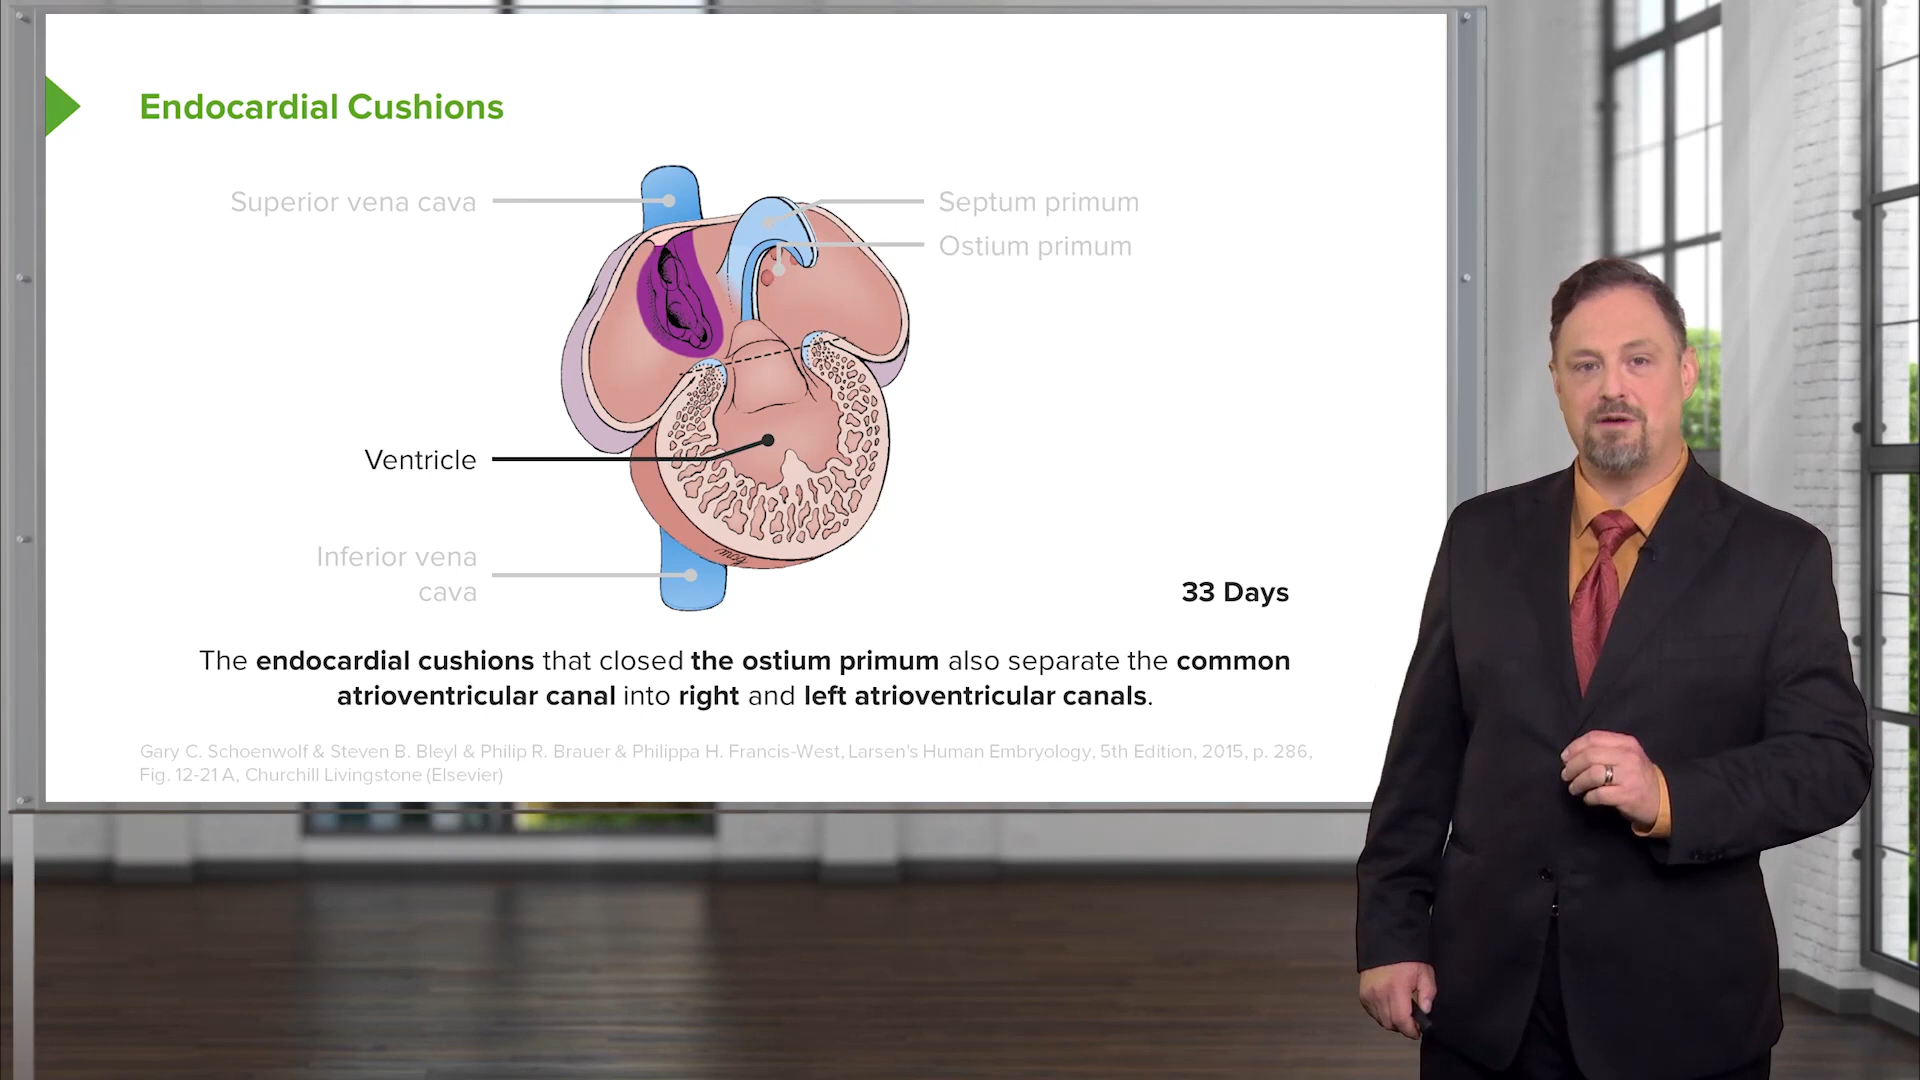 Endocardial Cushions
Superior vena cava
Septum primum
Ostium primum
Ventricle
Inferior vena
cava
33 Days
The endocardial cushions that closed the ostium primum also separate the common
atrioventricular canal into right and left atrioventricular canals.
Gary C. Schoenwolf & Steven B. Bleyl & Philip R. Brauer & Philippa H. Francis-West, Larsen's Human Embryology, 5th Edition, 2015, p. 286,
Fig. 12-21 A, Churchill Livingstone (Elsevier)